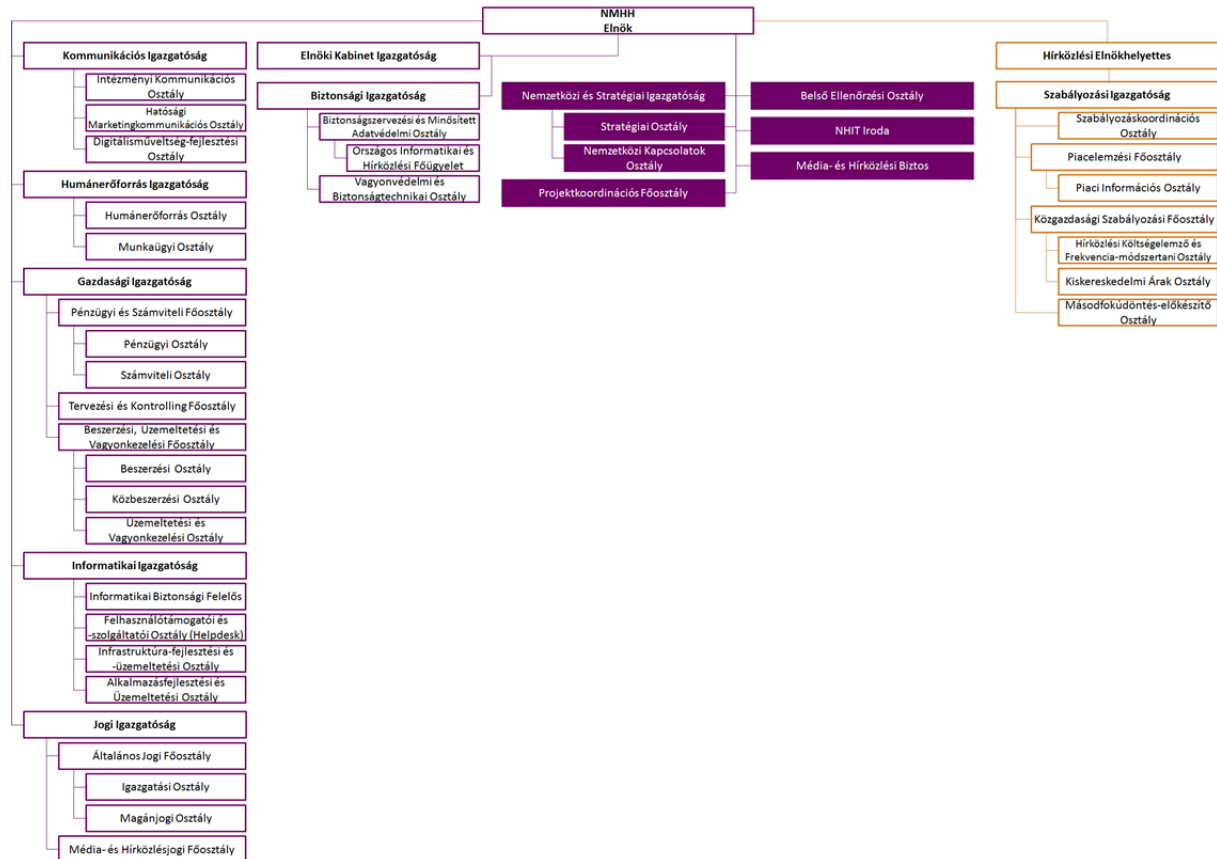 NMHH
Elnök
Kommunikációs Igazgatóság
Intézményi Kommunikációs
Osztály
Hatósági
Marketingkommunikációs Osztály
Digitálisműveltség-fejlesztési
Osztály
Humánerőforrás Igazgatóság
Humánerőforrás Osztály
Munkaügyi Osztály
Gazdasági Igazgatóság
Pénzügyi és Számviteli Főosztály
Pénzügyi Osztály
Számviteli Osztály
Tervezési és Kontrolling Főosztály
Beszerzési, Üzemeltetési és
Vagyonkezelési Főosztály
Beszerzési Osztály
Közbeszerzési Osztály
Üzemeltetési és
Vagyonkezelési Osztály
Informatikai Igazgatóság
Informatikai Biztonsági Felelős
Felhasználótámogatói és
-szolgáltatói Osztály (Helpdesk)
Infrastruktúra-fejlesztési és
-üzemeltetési Osztály
Alkalmazásfejlesztési és
Üzemeltetési Osztály
Jogi Igazgatóság
Általános Jogi Főosztály
Igazgatási Osztály
Magánjogi Osztály
Média- és Hírközlésjogi Főosztály
Elnöki Kabinet Igazgatóság
Biztonsági Igazgatóság
Biztonságszervezési és Minősített
Adatvédelmi Osztály
Országos Informatikai és
Hírközlési Főügyelet
Vagyonvédelmi és
Biztonságtechnikai Osztály
Nemzetközi és Stratégiai Igazgatóság
Stratégiai Osztály
Nemzetközi Kapcsolatok
Osztály
Projektkoordinációs Főosztály
Belső Ellenőrzési Osztály
NHIT Iroda
Média- és Hírközlési Biztos
Hírközlési Elnökhelyettes
Szabályozási Igazgatóság
Szabályozáskoordinációs
Osztály
Piacelemzési Főosztály
Piaci Információs Osztály
Közgazdasági Szabályozási Főosztály
Hírközlési Költségelemző és
Frekvencia-módszertani Osztály
Kiskereskedelmi Árak Osztály
Másodfokúdöntés-előkészítő
Osztály